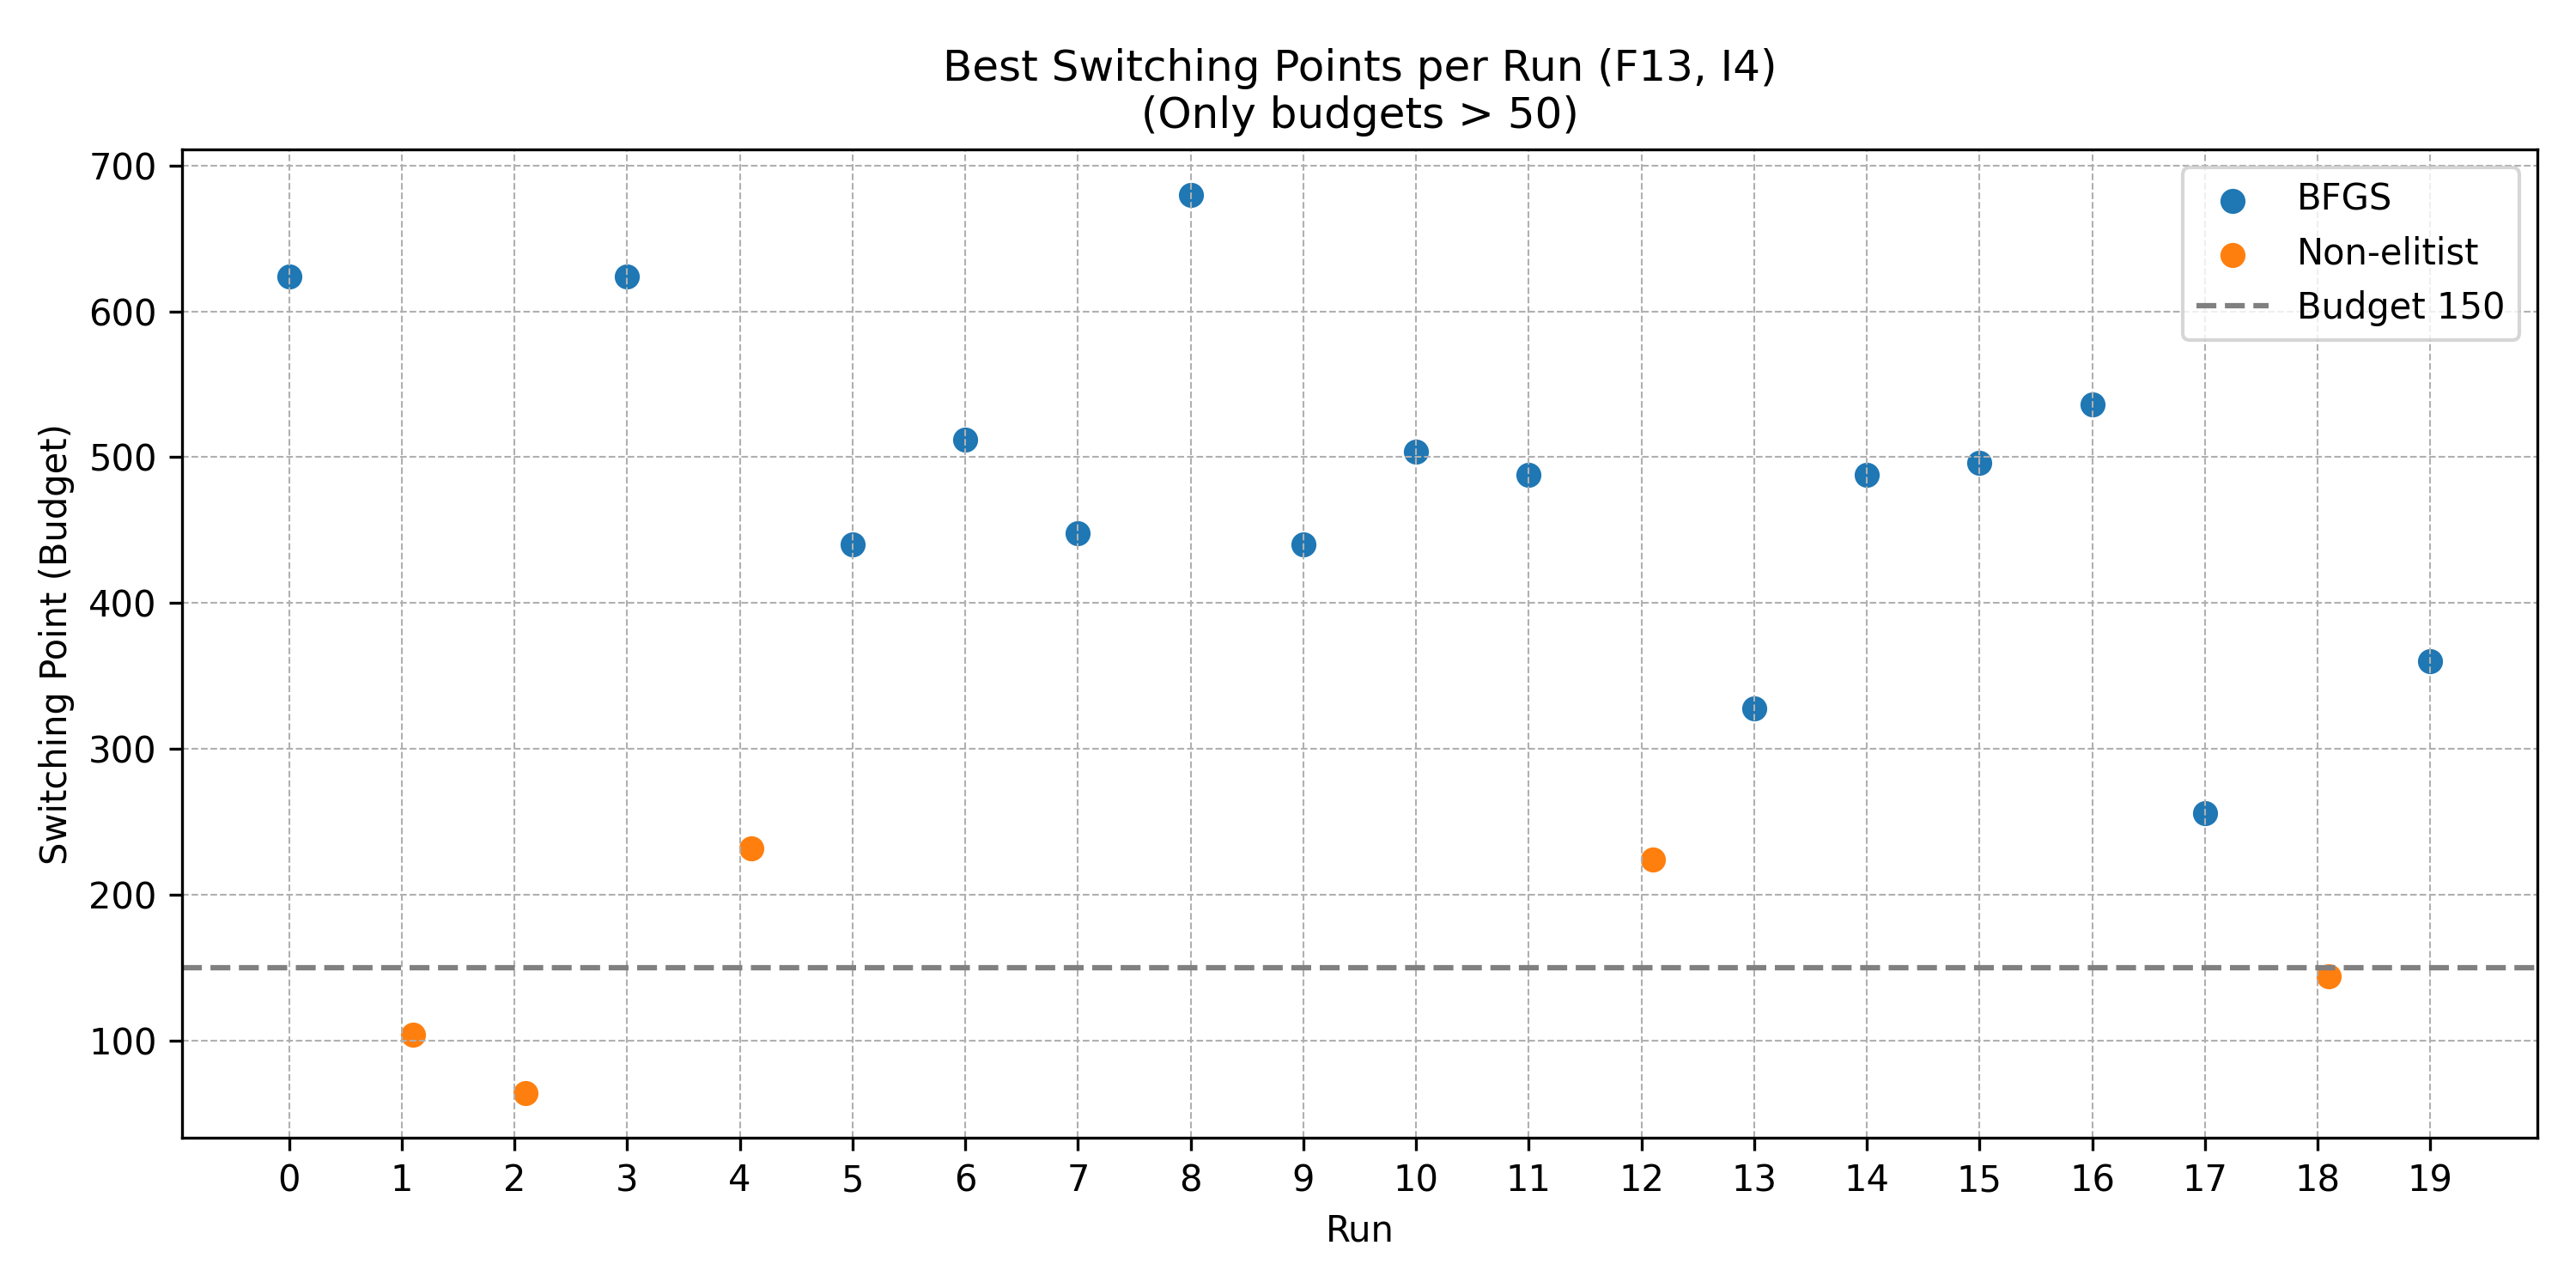 Best Switching Points per Run (F13, I4)
(Only budgets > 50)
700
600
500
400
300
200
100
Switching Point (Budget)
BFGS
Non-elitist
Budget 150
0 1 2 3 4 5 6 7 8 9 10 11 12 13 14 15 16 17 18 19
Run